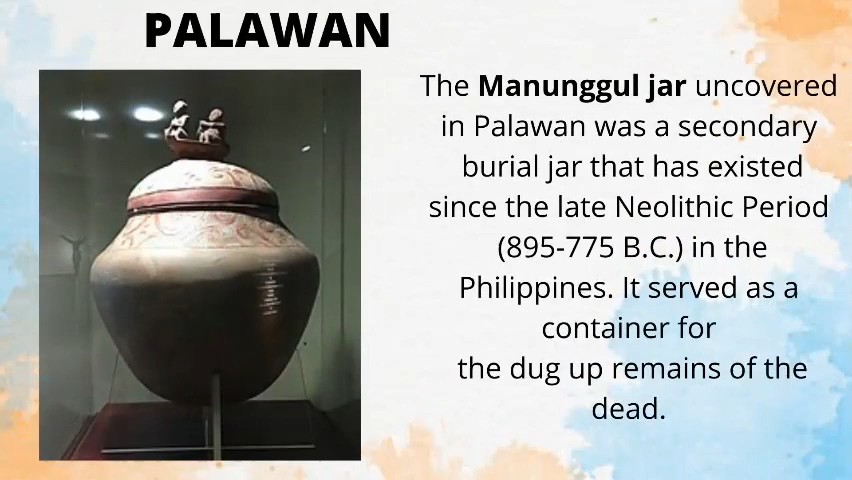 PALAWAN
The Manunggul jar uncovered
in Palawan was a secondary
burial jar that has existed
since the late Neolithic Period
(895-775 B.C.) in the
Philippines. It served as a
container for
the dug up remains of the
dead.